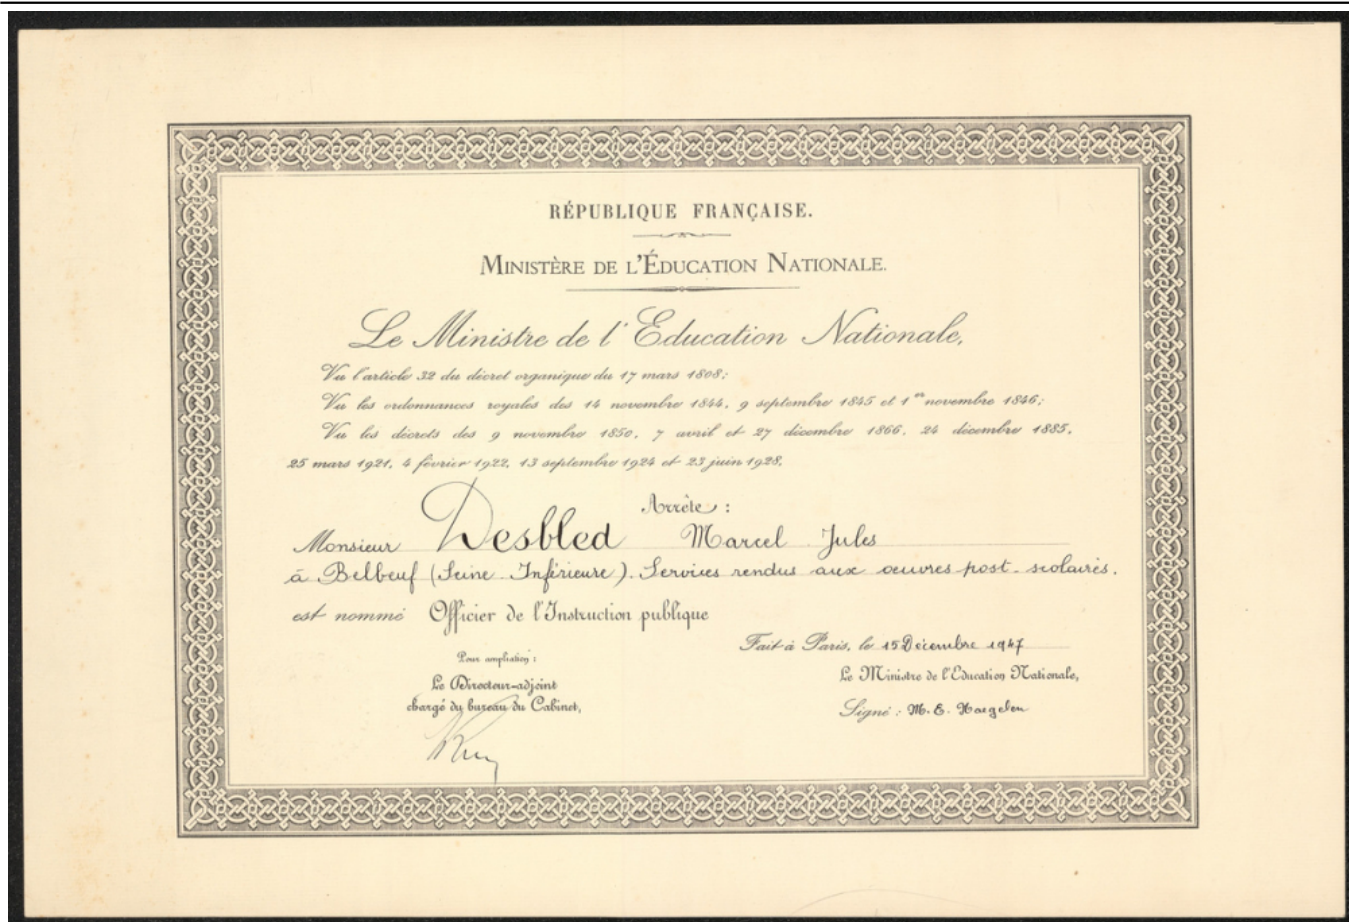 RÉPUBLIQUE FRANÇAISE.
MINISTÈRE DE L'ÉDUCATION NATIONALE.
Le Ministre de l'Education Nationale,
Vu l'article 32 du décret organique du 17 mars 1808;
Vu les ordonnances royales des 14 novembre 1844, 9 septembre 1845 et 1er novembre 1846;
Vu les décrets des 9 novembre 1850, 7 avril et 27 décembre 1866, 24 décembre 1885,
25 mars 1921, 4 février 1922, 13 septembre 1924 et 23 juin 1928,
Arrête :
Monsieur Desbled Marcel Jules
à Belbeuf (Seine-Inférieure). Services rendus aux œuvres post-scolaires.
est nommé Officier de l'Instruction publique
Fait à Paris, le 15 Décembre 1947
Pour ampliation :
Le Directeur-adjoint
chargé du bureau du Cabinet,
Le Ministre de l'Education Nationale,
Signé : M. E. Naegelen